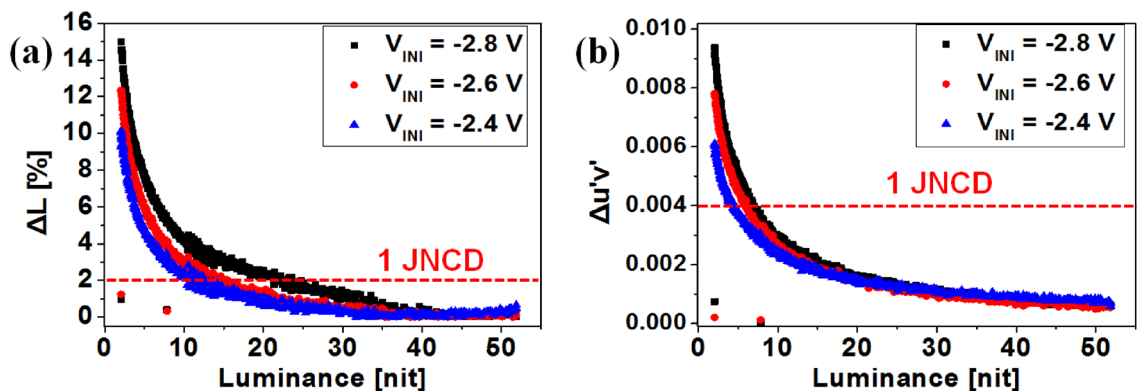 (a)
ΔL [%]
16
14
12
10
8
6
4
2
0
V_INI = -2.8 V
V_INI = -2.6 V
V_INI = -2.4 V
1 JNCD
0 10 20 30 40 50
Luminance [nit]
(b)
Δu'v'
0.010
0.008
0.006
0.004
0.002
0.000
V_INI = -2.8 V
V_INI = -2.6 V
V_INI = -2.4 V
1 JNCD
0 10 20 30 40 50
Luminance [nit]